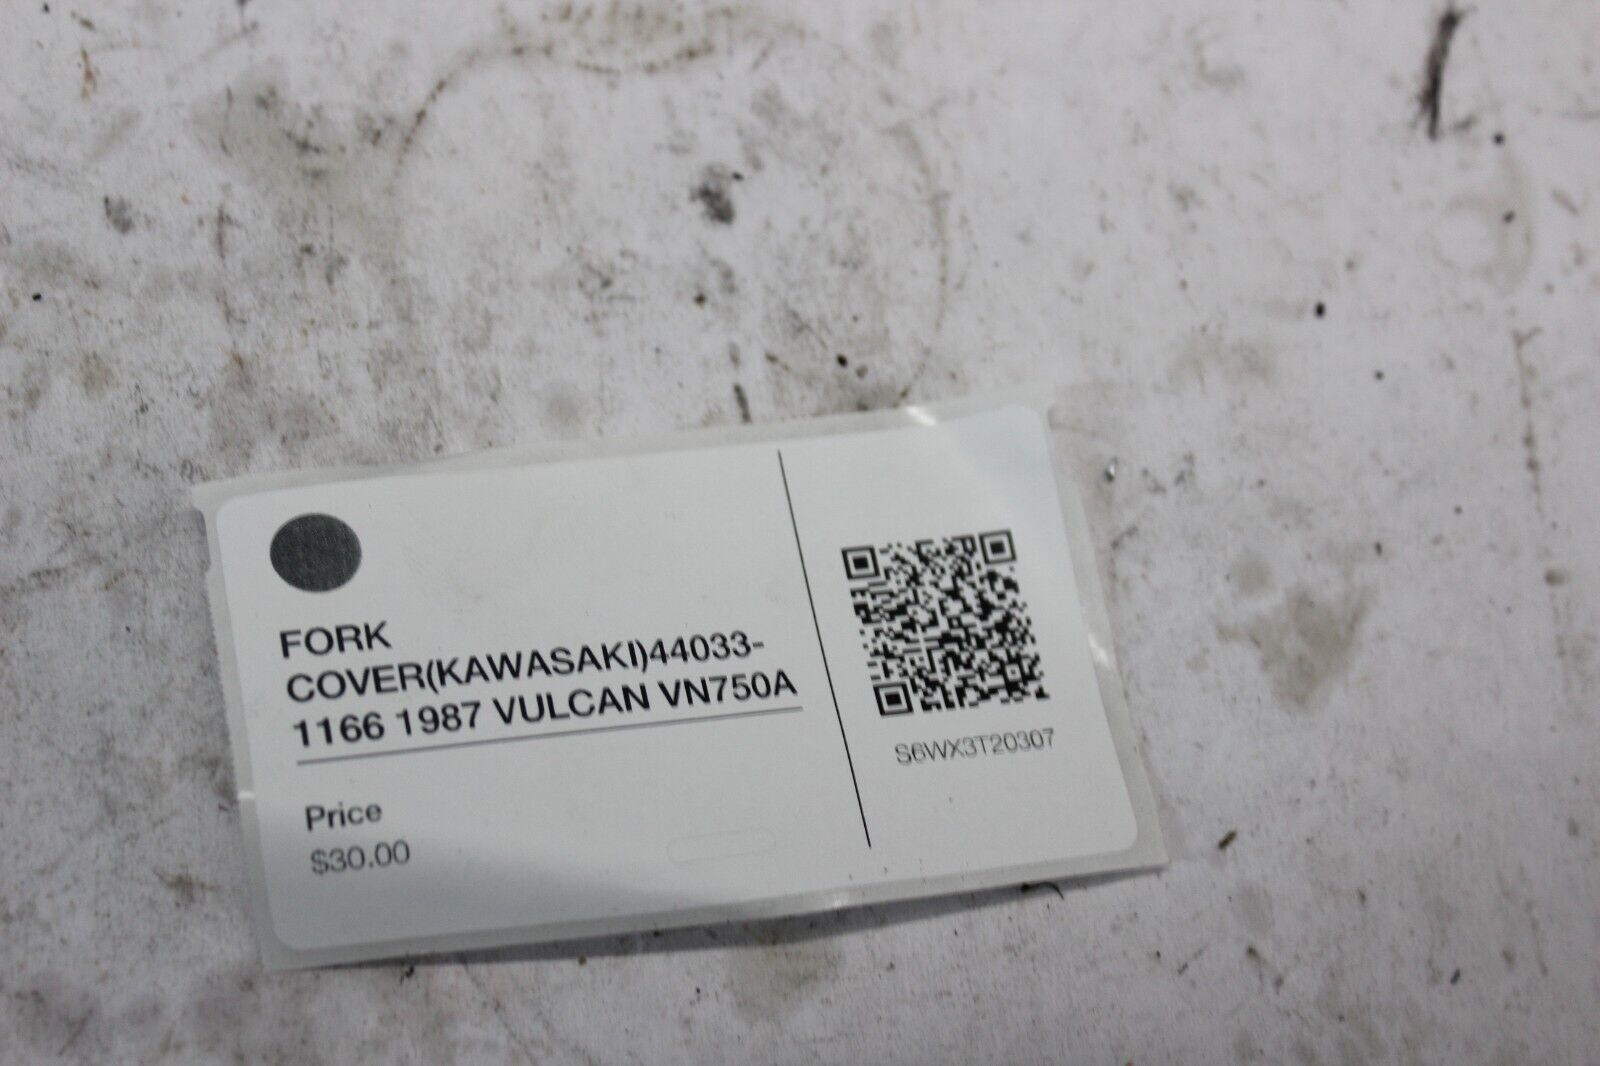 FORK
COVER(KAWASAKI)44033-
1166 1987 VULCAN VN750A
Price
$30.00
S6WX3T20307